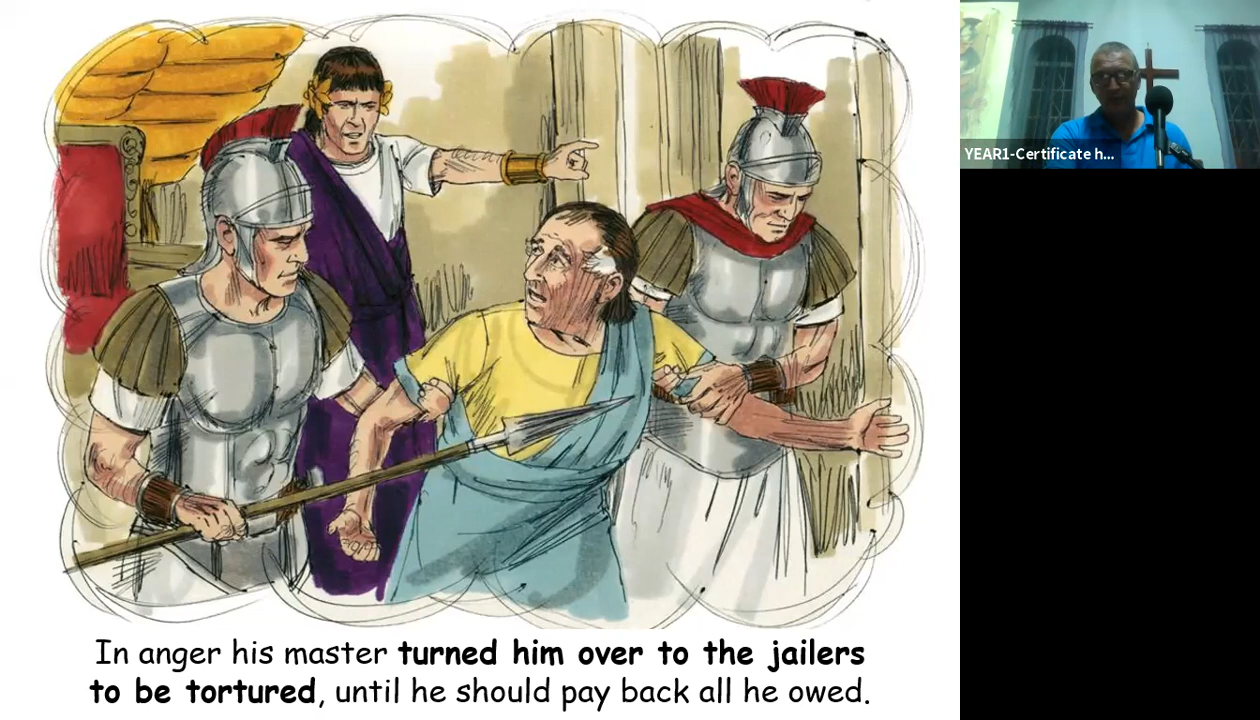 YEAR1-Certificate h...
In anger his master turned him over to the jailers
to be tortured, until he should pay back all he owed.